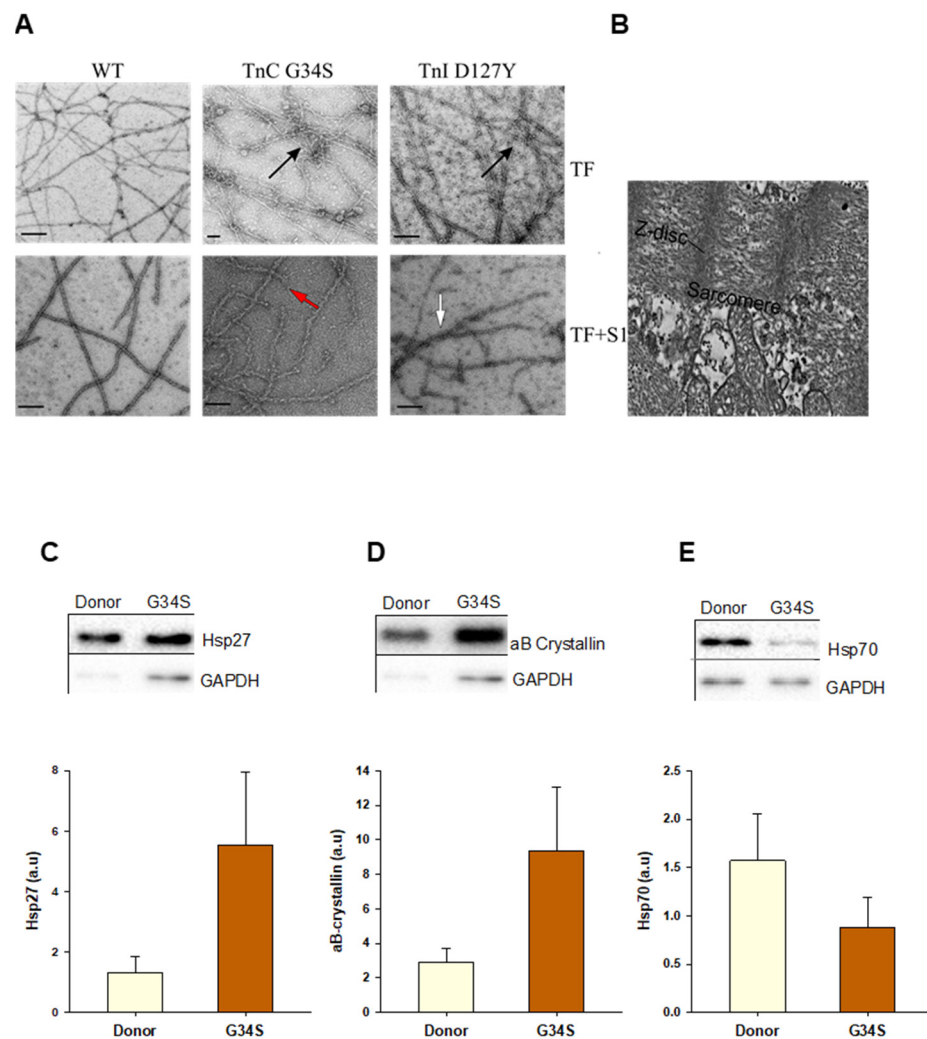 A
B
WT
TnC G34S
TnI D127Y
TF
TF+S1
Z-disc
Sarcomere
C
D
E
Donor G34S
Hsp27
GAPDH
Donor G34S
aB Crystallin
GAPDH
Donor G34S
Hsp70
GAPDH
Hsp27 (a.u)
8
6
4
2
0
Donor
G34S
aB-crystallin (a.u)
14
12
10
8
6
4
2
0
Donor
G34S
Hsp70 (a.u)
2.5
2.0
1.5
1.0
0.5
0.0
Donor
G34S